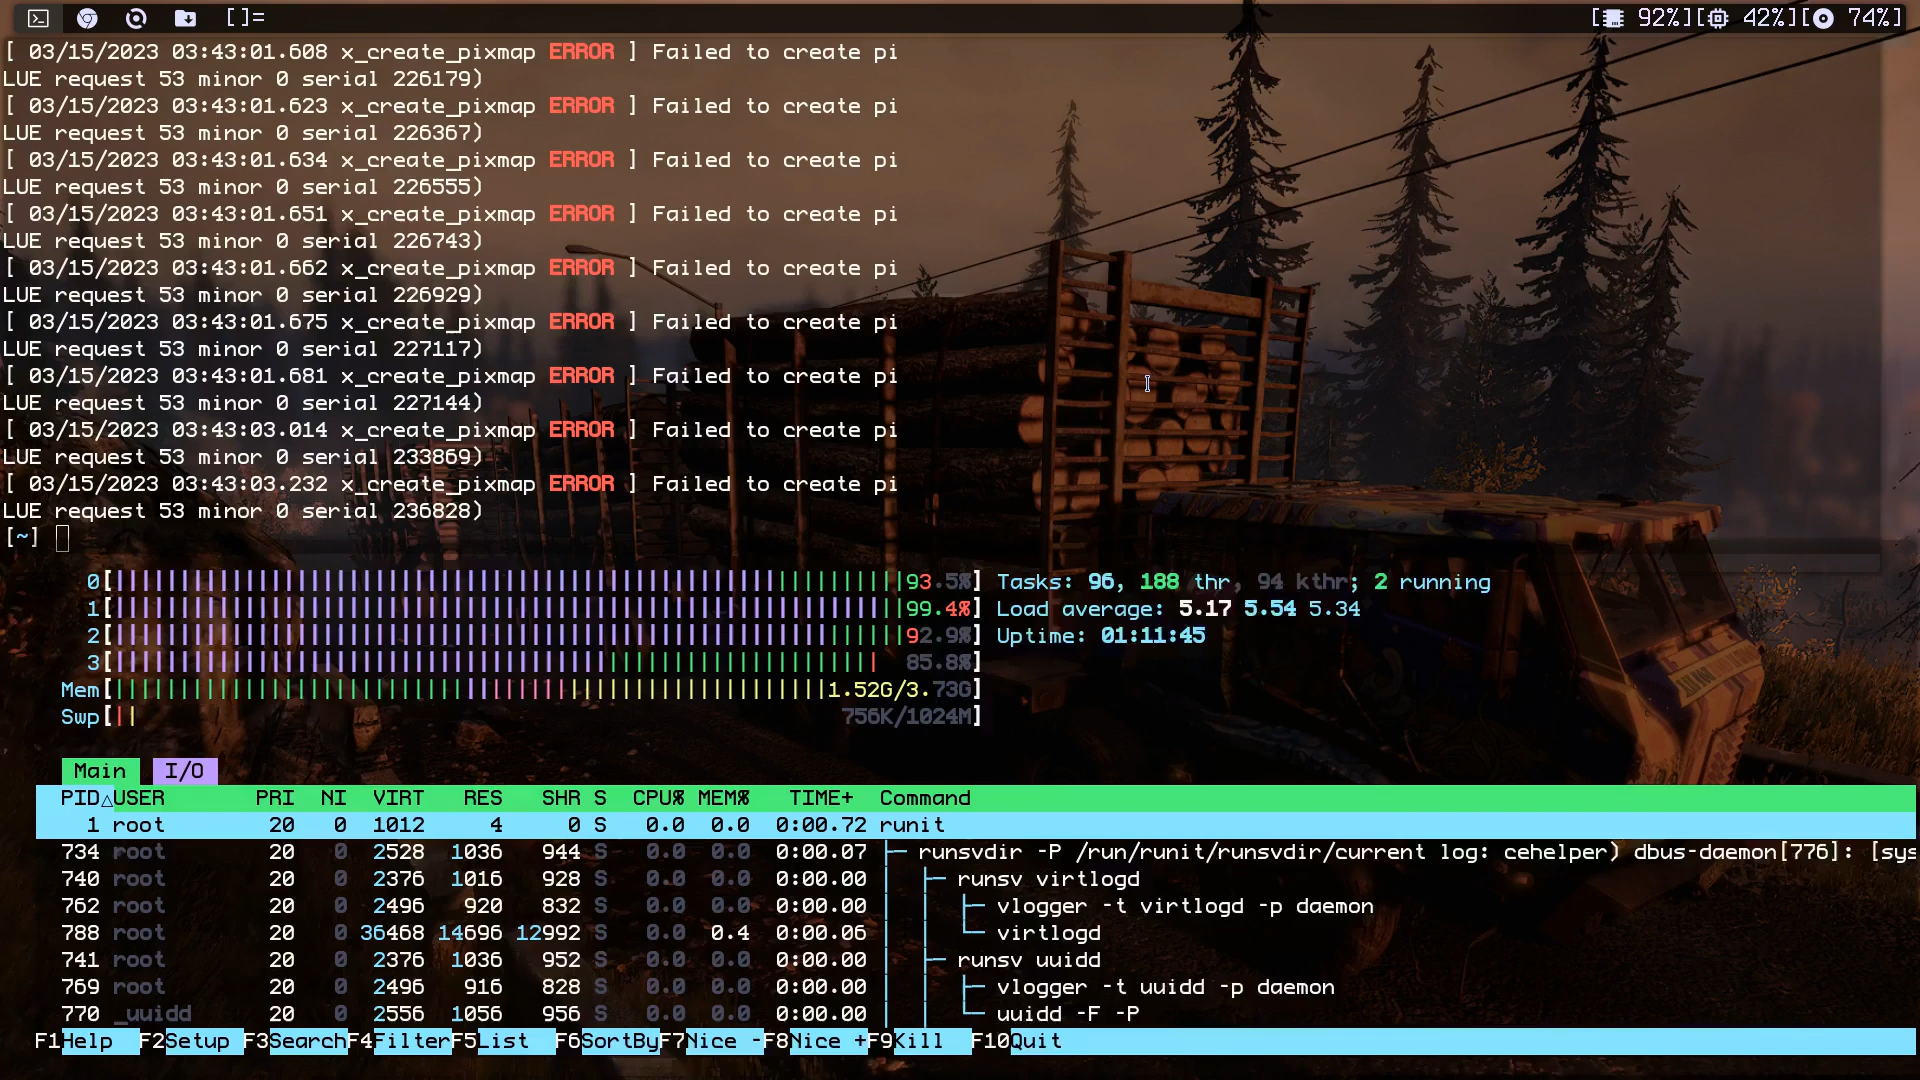 []= [ 92%][ 42%][ 74%]
[ 03/15/2023 03:43:01.608 x_create_pixmap ERROR ] Failed to create pi
LUE request 53 minor 0 serial 226179)
[ 03/15/2023 03:43:01.623 x_create_pixmap ERROR ] Failed to create pi
LUE request 53 minor 0 serial 226367)
[ 03/15/2023 03:43:01.634 x_create_pixmap ERROR ] Failed to create pi
LUE request 53 minor 0 serial 226555)
[ 03/15/2023 03:43:01.651 x_create_pixmap ERROR ] Failed to create pi
LUE request 53 minor 0 serial 226743)
[ 03/15/2023 03:43:01.662 x_create_pixmap ERROR ] Failed to create pi
LUE request 53 minor 0 serial 226929)
[ 03/15/2023 03:43:01.675 x_create_pixmap ERROR ] Failed to create pi
LUE request 53 minor 0 serial 227117)
[ 03/15/2023 03:43:01.681 x_create_pixmap ERROR ] Failed to create pi
LUE request 53 minor 0 serial 227144)
[ 03/15/2023 03:43:03.014 x_create_pixmap ERROR ] Failed to create pi
LUE request 53 minor 0 serial 233869)
[ 03/15/2023 03:43:03.232 x_create_pixmap ERROR ] Failed to create pi
LUE request 53 minor 0 serial 236828)
[~]
0[ 93.5%] Tasks: 96, 188 thr, 94 kthr; 2 running
1[ 99.4%] Load average: 5.17 5.54 5.34
2[ 92.9%] Uptime: 01:11:45
3[ 85.8%]
Mem[ 1.52G/3.73G]
Swp[ 756K/1024M]
Main I/O
PID△USER PRI NI VIRT RES SHR S CPU% MEM% TIME+ Command
1 root 20 0 1012 4 0 S 0.0 0.0 0:00.72 runit
734 root 20 0 2528 1036 944 S 0.0 0.0 0:00.07 ├─ runsvdir -P /run/runit/runsvdir/current log: cehelper) dbus-daemon[776]: [sys
740 root 20 0 2376 1016 928 S 0.0 0.0 0:00.00 │ ├─ runsv virtlogd
762 root 20 0 2496 920 832 S 0.0 0.0 0:00.00 │ │ ├─ vlogger -t virtlogd -p daemon
788 root 20 0 36468 14696 12992 S 0.0 0.4 0:00.06 │ │ └─ virtlogd
741 root 20 0 2376 1036 952 S 0.0 0.0 0:00.00 │ ├─ runsv uuidd
769 root 20 0 2496 916 828 S 0.0 0.0 0:00.00 │ │ ├─ vlogger -t uuidd -p daemon
770 _uuidd 20 0 2556 1056 956 S 0.0 0.0 0:00.00 │ │ └─ uuidd -F -P
F1Help F2Setup F3SearchF4FilterF5List F6SortByF7Nice -F8Nice +F9Kill F10Quit